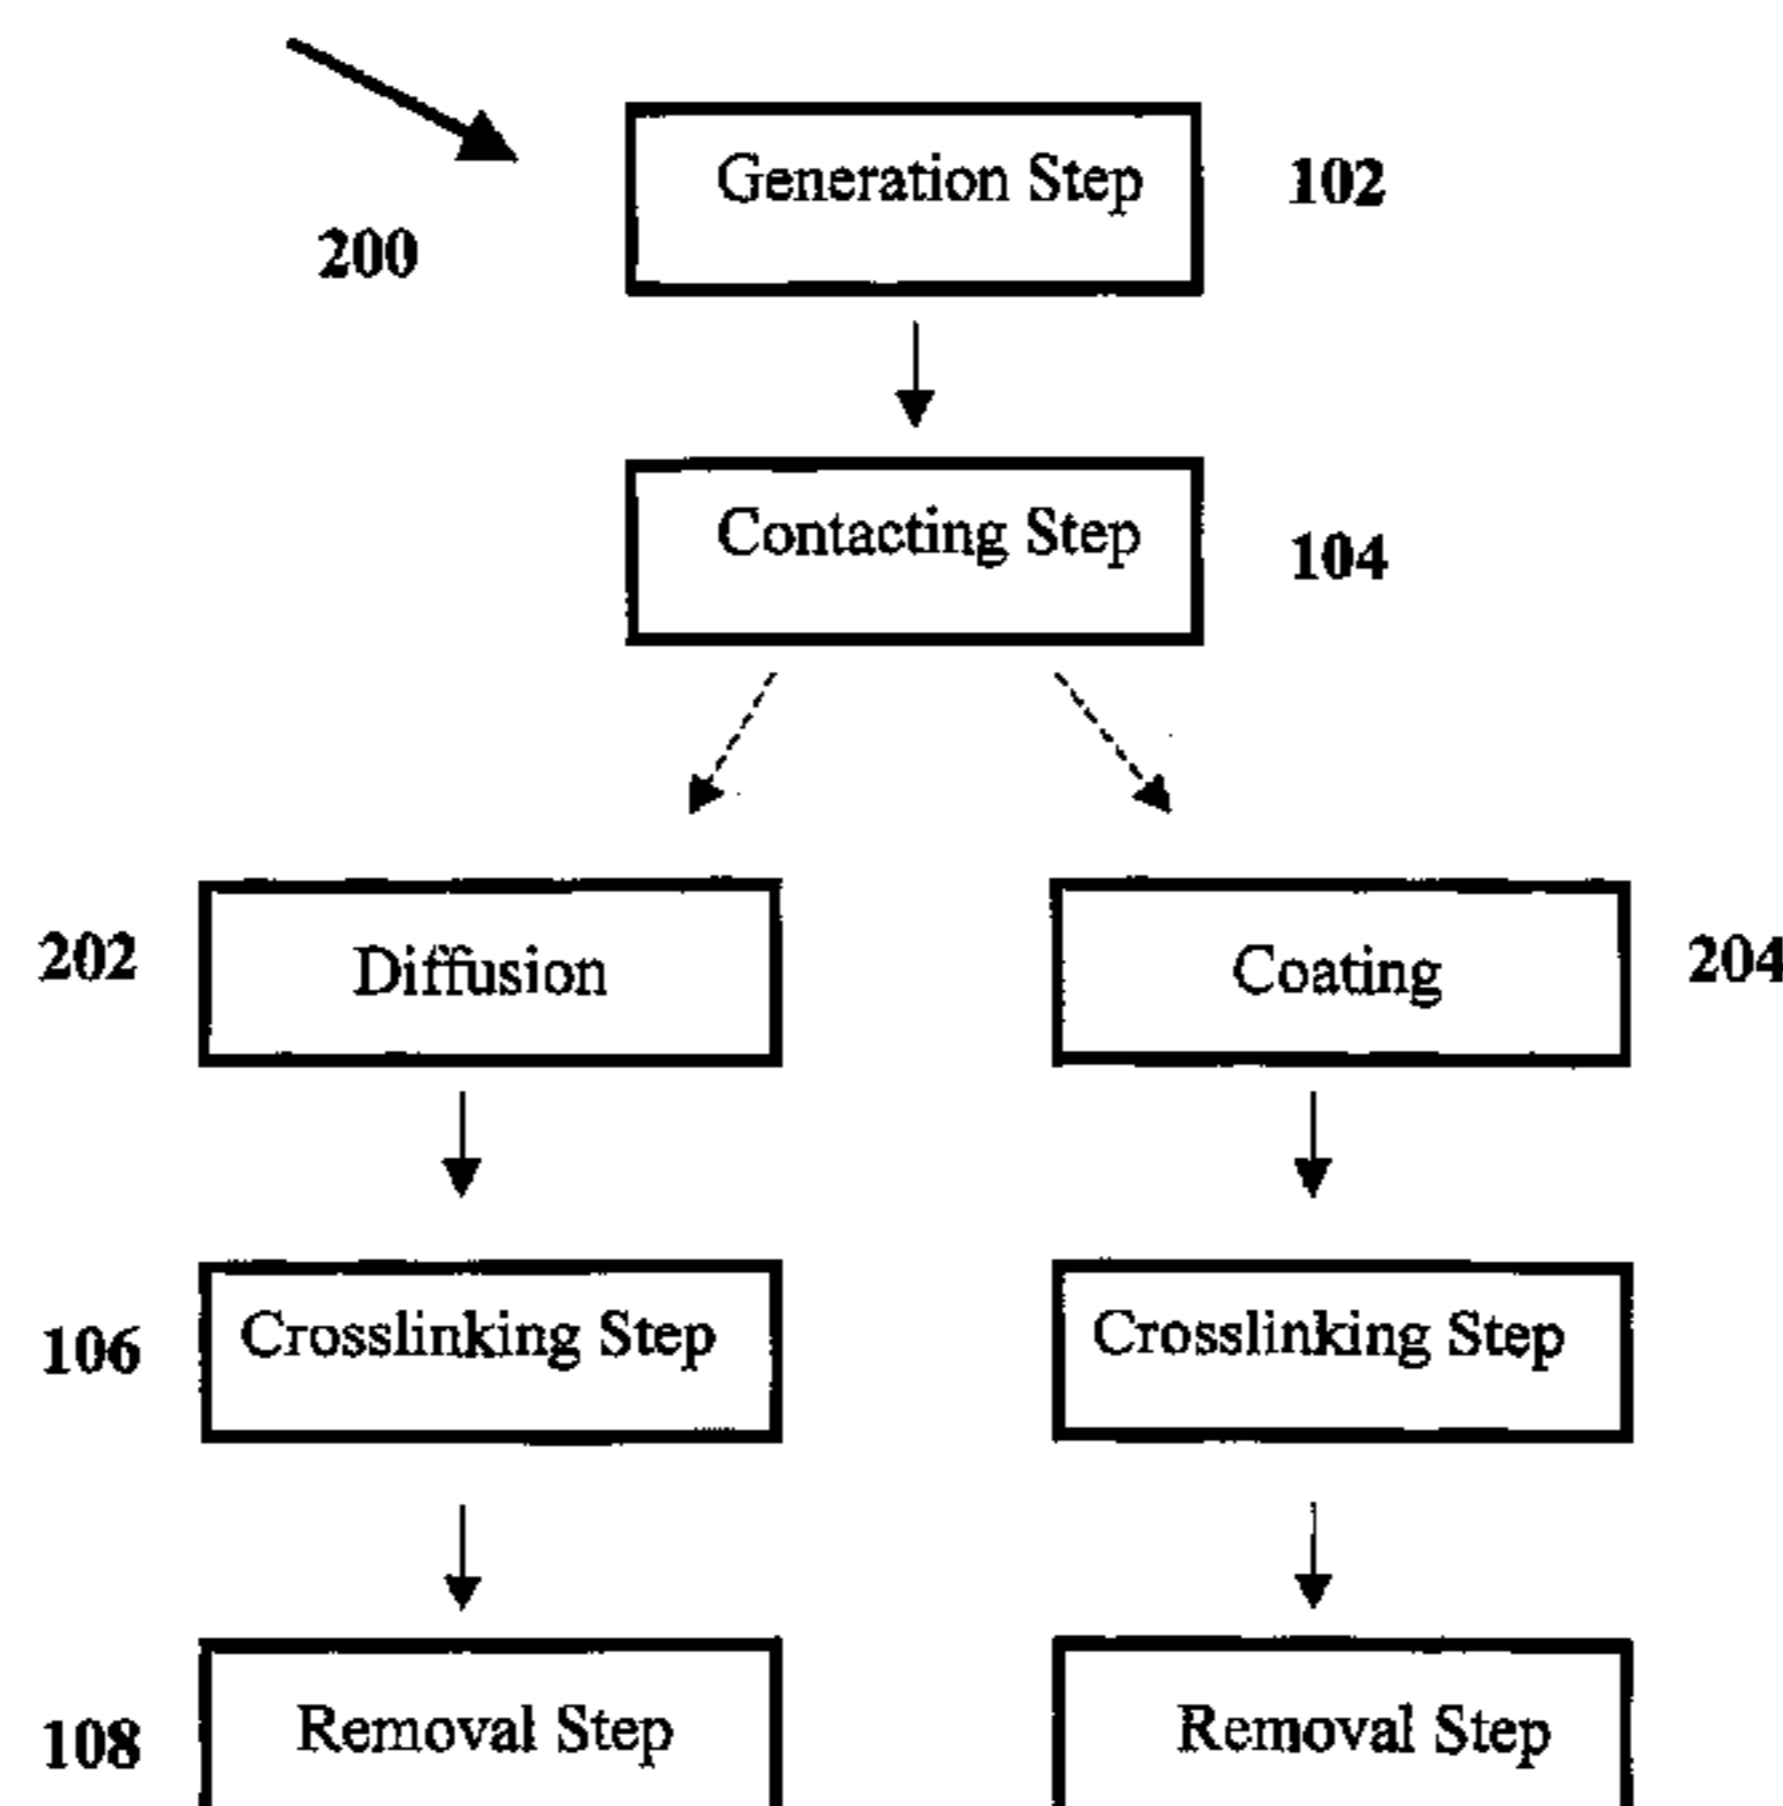 Generation Step 102
200
Contacting Step 104
202 Diffusion Coating 204
106 Crosslinking Step Crosslinking Step
108 Removal Step Removal Step